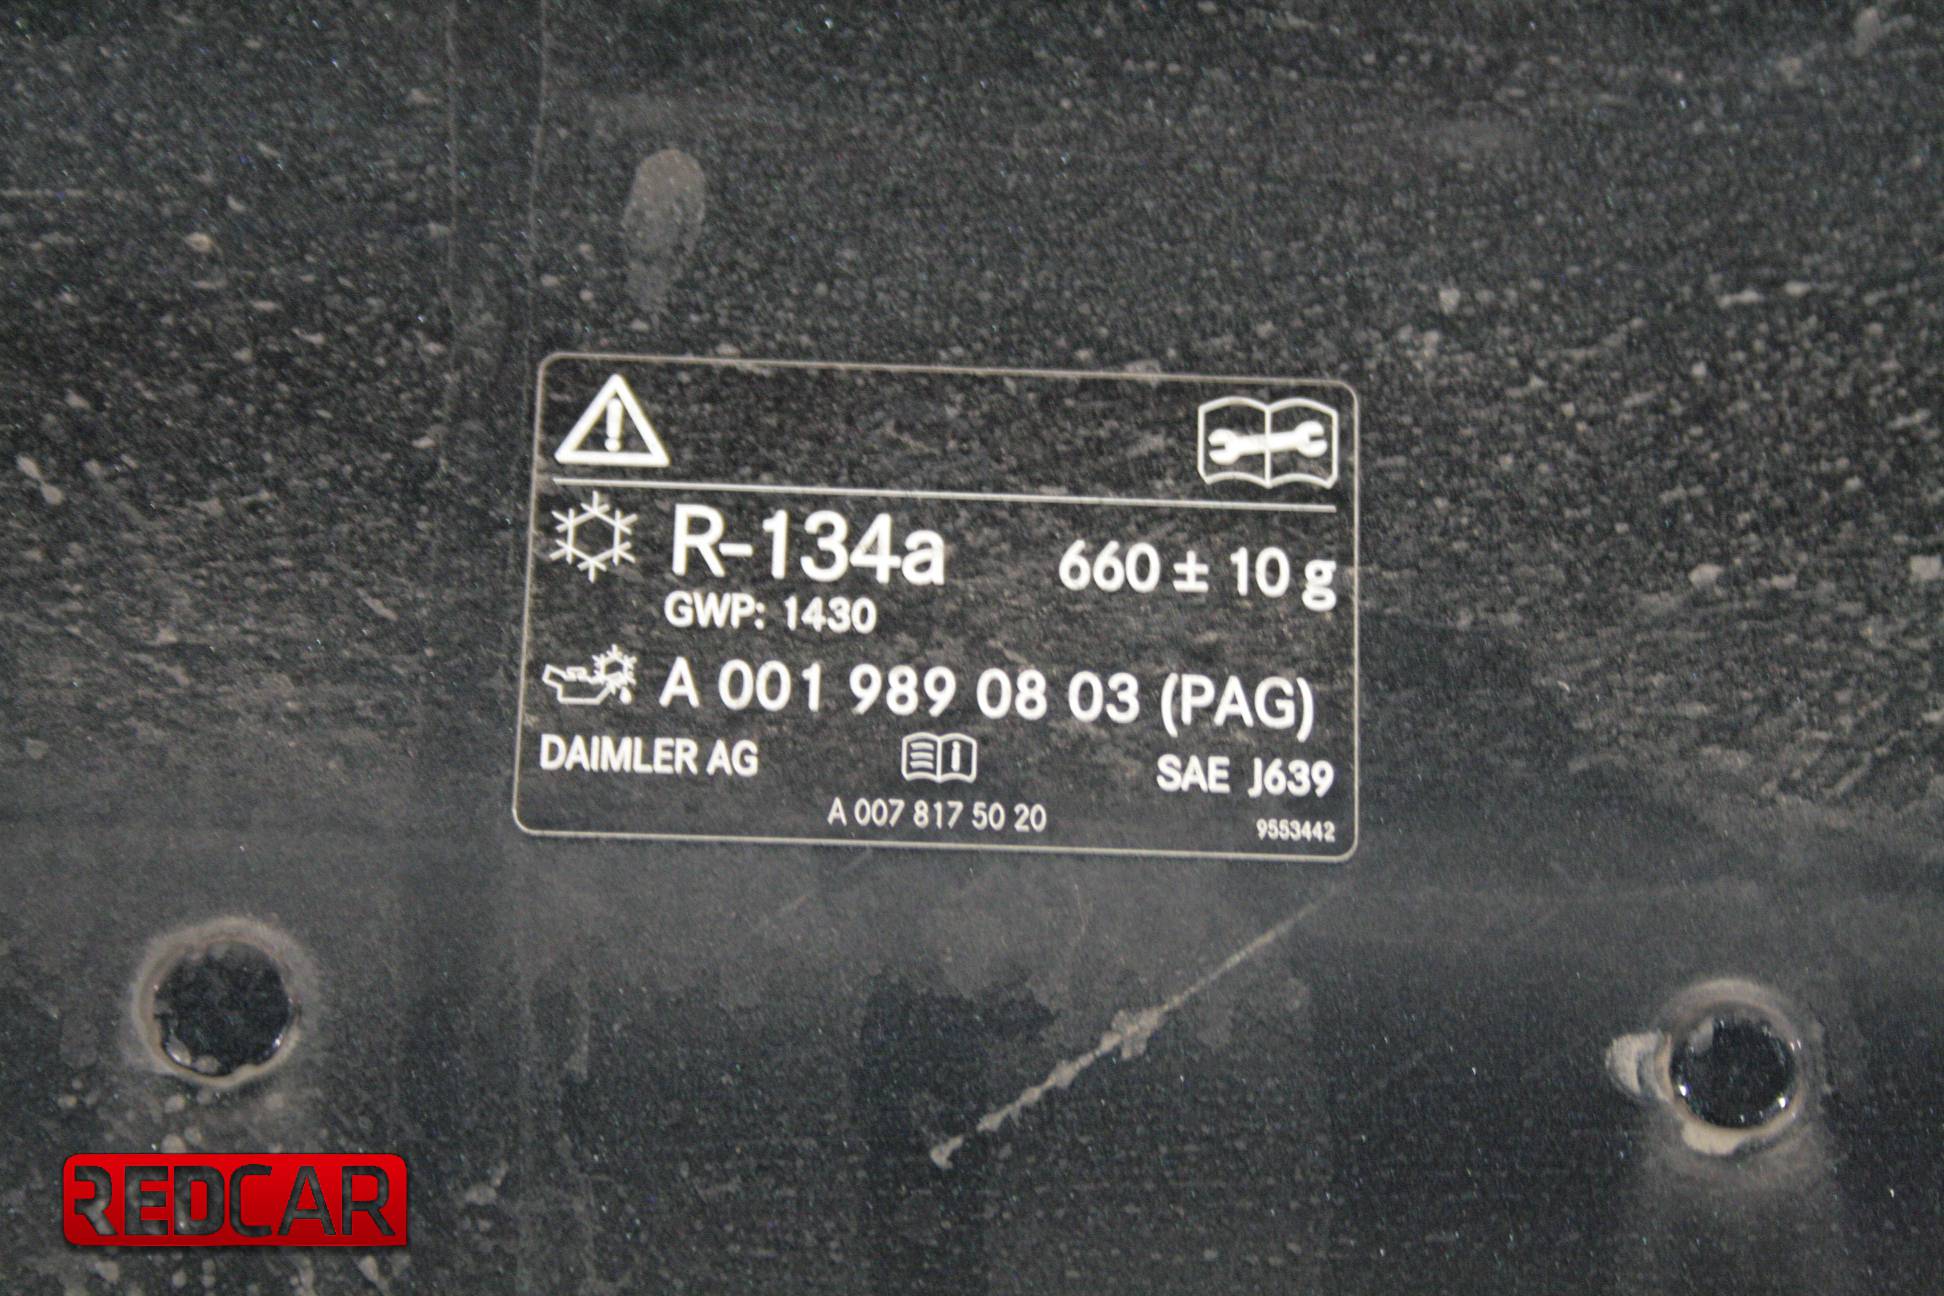 R-134a 660 ± 10 g
GWP: 1430
A 001 989 08 03 (PAG)
DAIMLER AG SAE J639
A 007 817 50 20 9553442
REDCAR